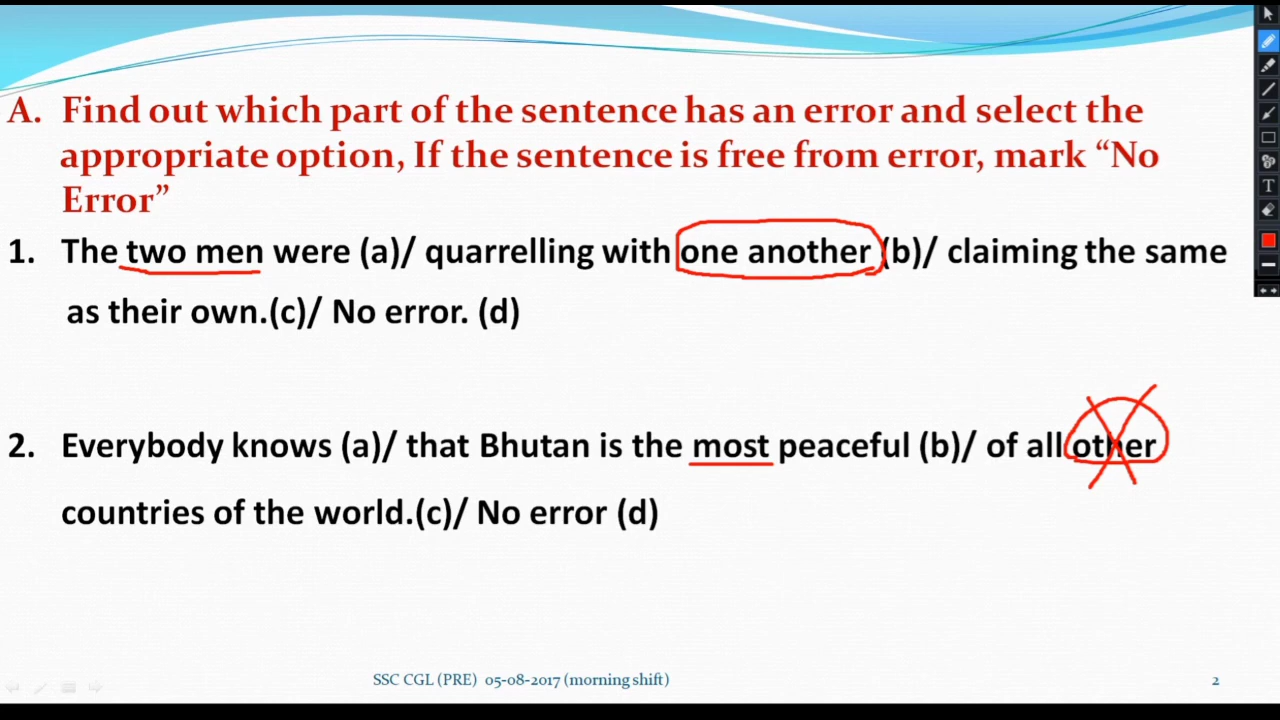 A. Find out which part of the sentence has an error and select the
appropriate option, If the sentence is free from error, mark “No
Error”
1. The two men were (a)/ quarrelling with one another (b)/ claiming the same
as their own.(c)/ No error. (d)
2. Everybody knows (a)/ that Bhutan is the most peaceful (b)/ of all other
countries of the world.(c)/ No error (d)
SSC CGL (PRE) 05-08-2017 (morning shift)
2